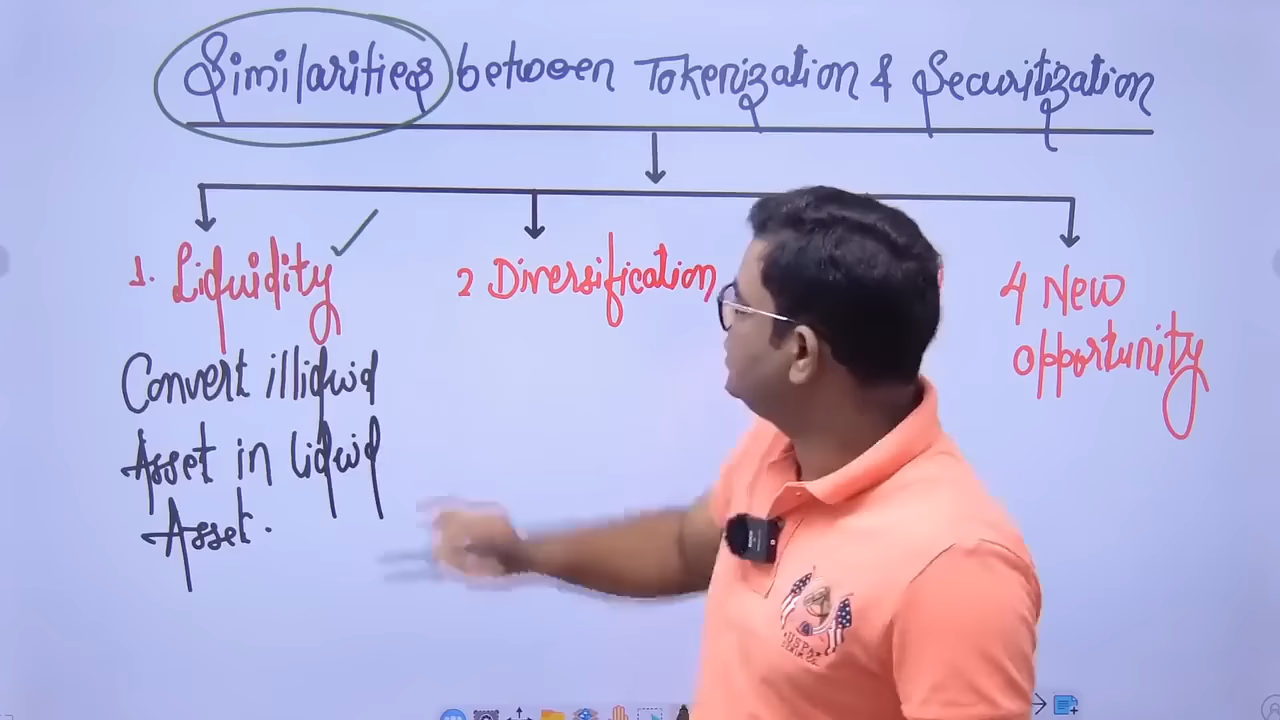 Similarities between Tokenization & Securitization
1. Liquidity
2 Diversification
4 New
opportunity
Convert illiquid
Asset in liquid
Asset.